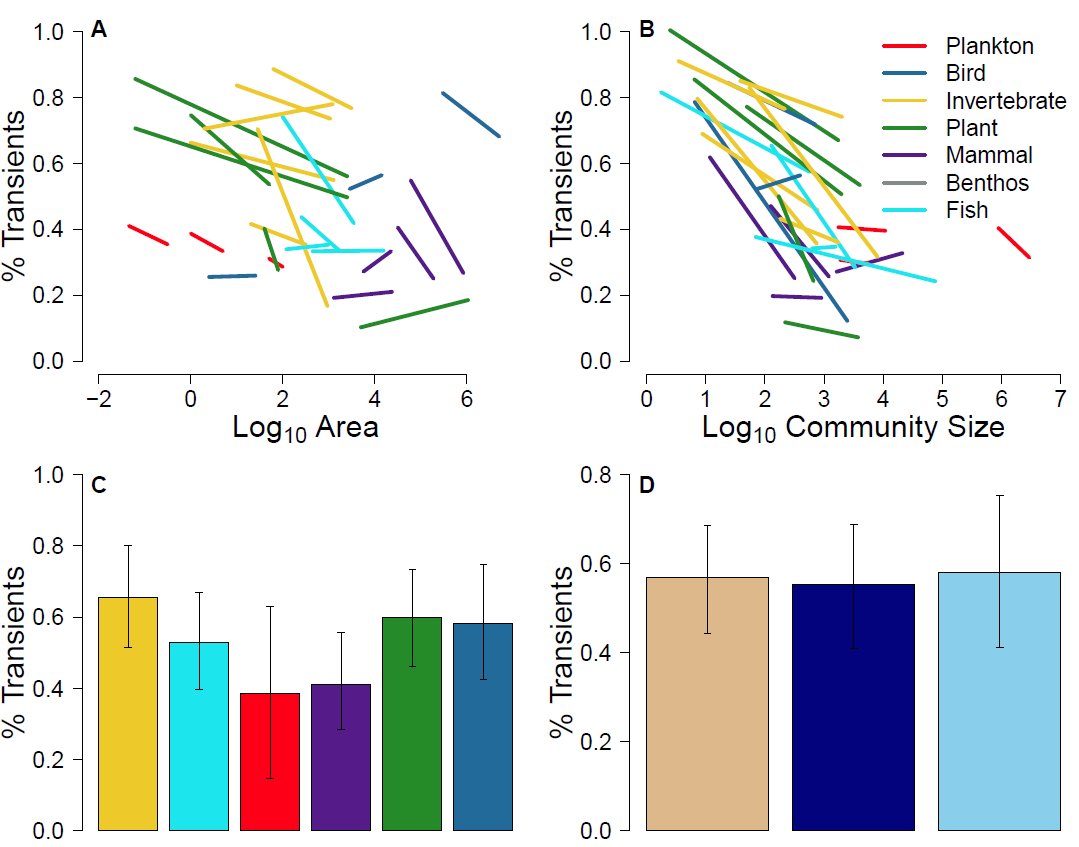 A
1.0
0.8
0.6
0.4
0.2
0.0
% Transients
−2 0 2 4 6
Log10 Area
B
1.0
0.8
0.6
0.4
0.2
0.0
% Transients
0 1 2 3 4 5 6 7
Log10 Community Size
Plankton
Bird
Invertebrate
Plant
Mammal
Benthos
Fish
C
1.0
0.8
0.6
0.4
0.2
0.0
% Transients
D
0.8
0.6
0.4
0.2
0.0
% Transients